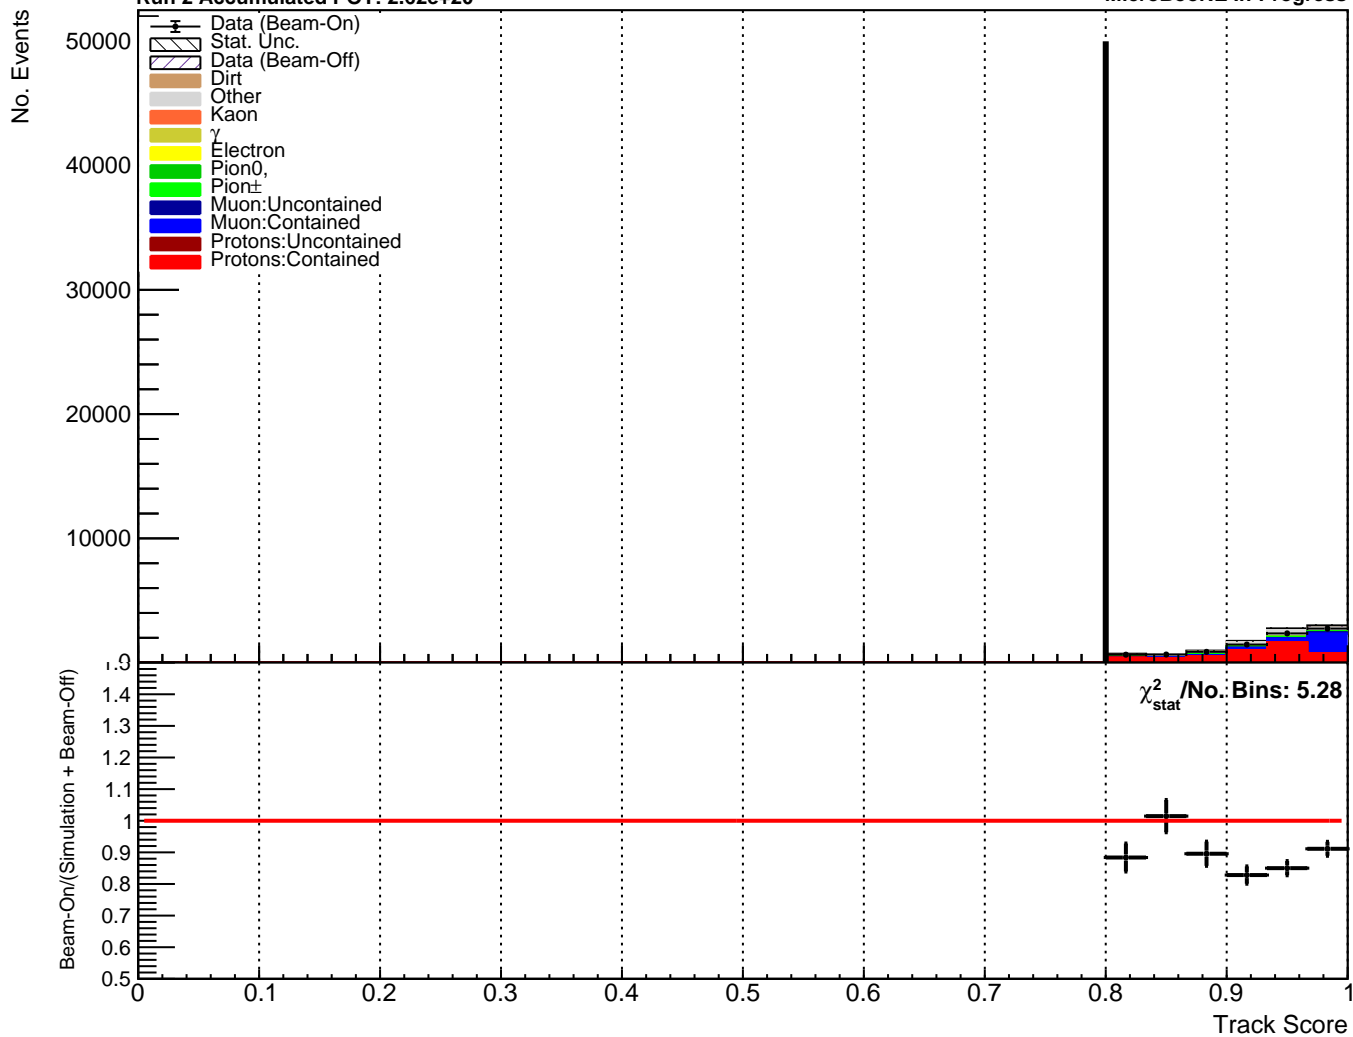 No. Events
50000
40000
30000
20000
10000
Data (Beam-On)
Stat. Unc.
Data (Beam-Off)
Dirt
Other
Kaon
γ
Electron
Pion0,
Pion±
Muon:Uncontained
Muon:Contained
Protons:Uncontained
Protons:Contained
χ²stat/No. Bins: 5.28
Beam-On/(Simulation + Beam-Off)
1.4
1.3
1.2
1.1
1
0.9
0.8
0.7
0.6
0.5
0 0.1 0.2 0.3 0.4 0.5 0.6 0.7 0.8 0.9 1
Track Score